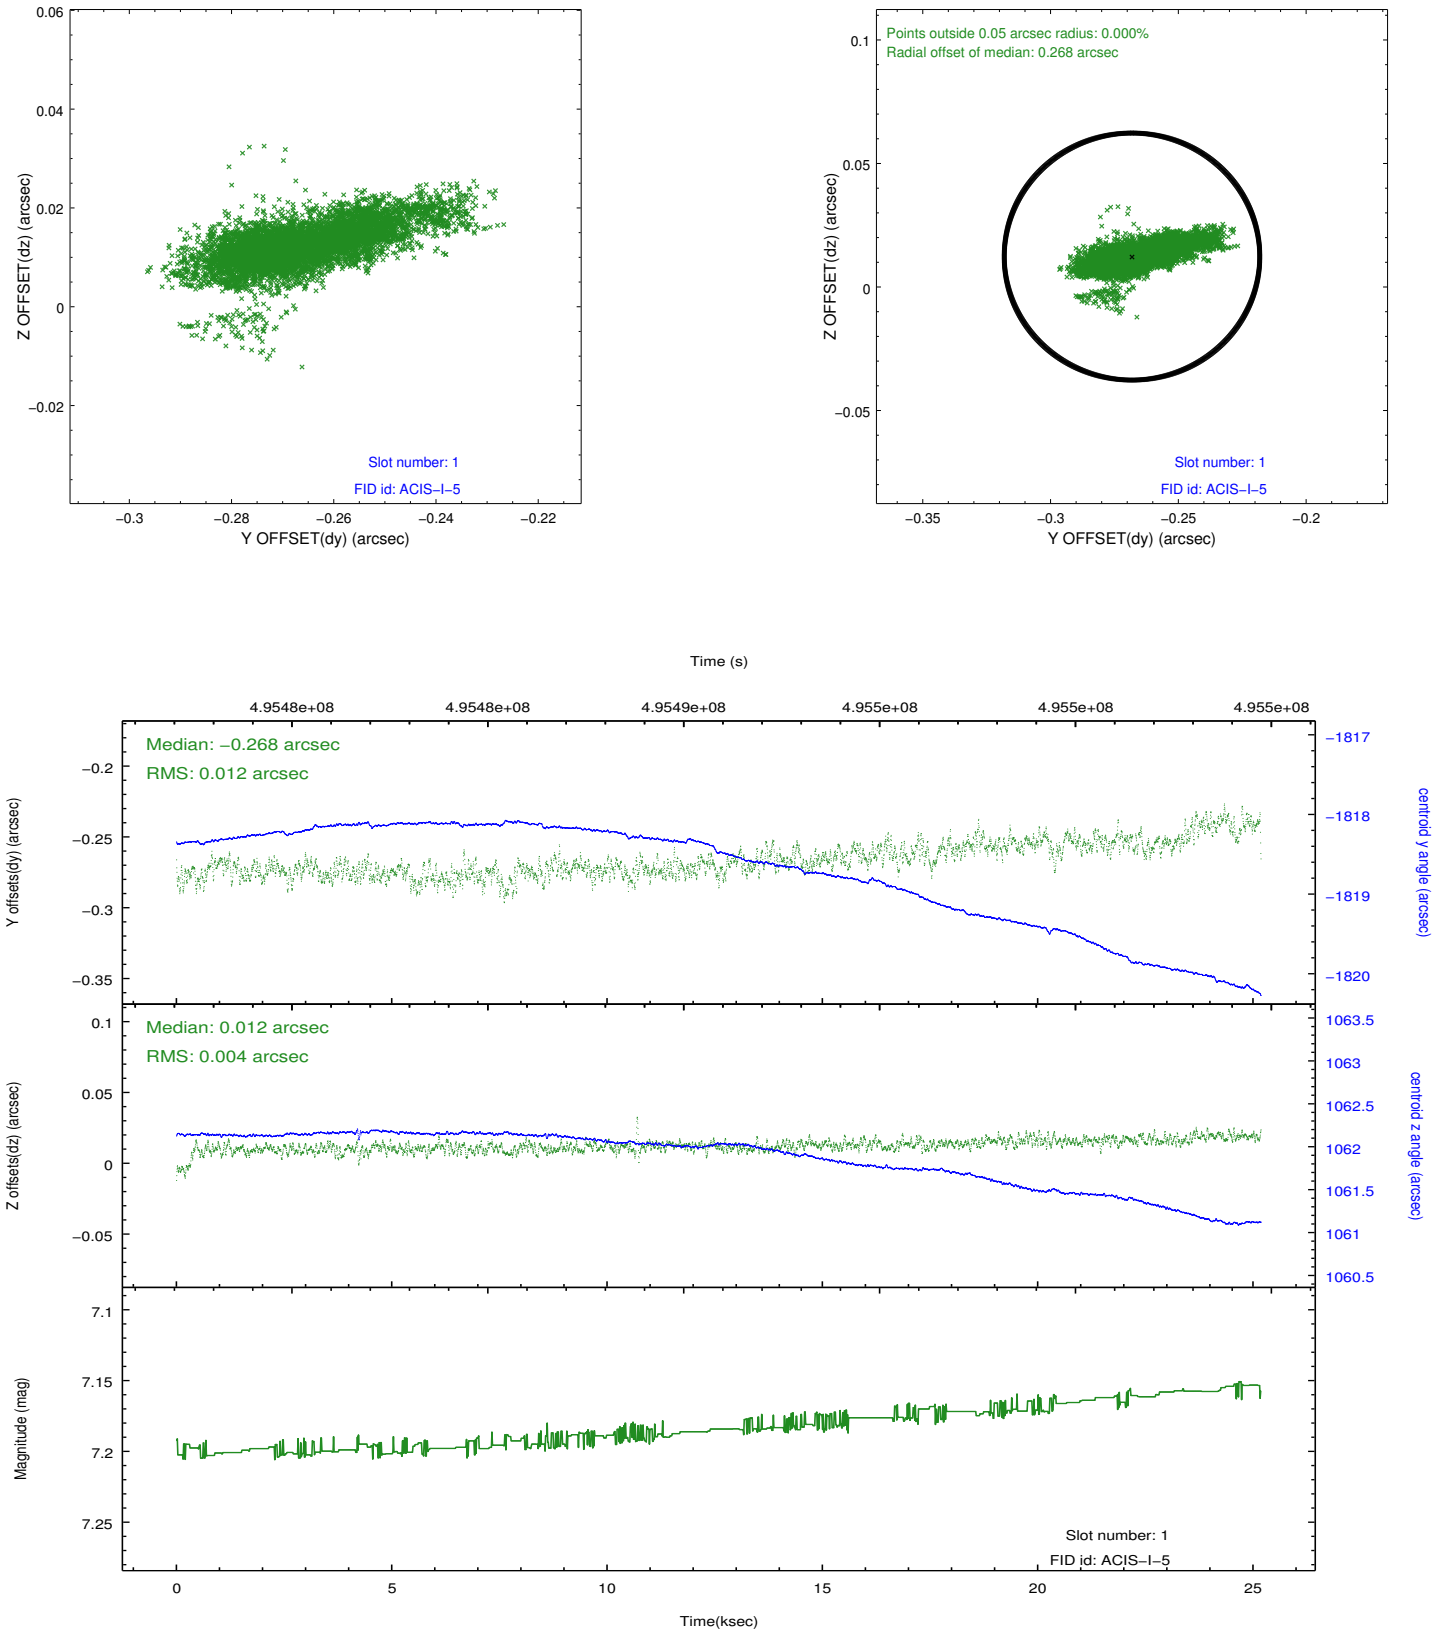 0.06
0.04
0.02
0
−0.02
Z OFFSET(dz) (arcsec)
Slot number: 1
FID id: ACIS−I−5
−0.3
−0.28
−0.26
−0.24
−0.22
Y OFFSET(dy) (arcsec)
Points outside 0.05 arcsec radius: 0.000%
Radial offset of median: 0.268 arcsec
0.1
0.05
0
−0.05
Z OFFSET(dz) (arcsec)
Slot number: 1
FID id: ACIS−I−5
−0.35
−0.3
−0.25
−0.2
Y OFFSET(dy) (arcsec)
Time (s)
4.9548e+08
4.9548e+08
4.9549e+08
4.955e+08
4.955e+08
4.955e+08
Median: −0.268 arcsec
RMS: 0.012 arcsec
−0.2
−0.25
−0.3
−0.35
Y offsets(dy) (arcsec)
−1817
−1818
−1819
−1820
centroid y angle (arcsec)
Median: 0.012 arcsec
RMS: 0.004 arcsec
0.1
0.05
0
−0.05
Z offsets(dz) (arcsec)
1063.5
1063
1062.5
1062
1061.5
1061
1060.5
centroid z angle (arcsec)
7.1
7.15
7.2
7.25
Magnitude (mag)
Slot number: 1
FID id: ACIS−I−5
0
5
10
15
20
25
Time(ksec)